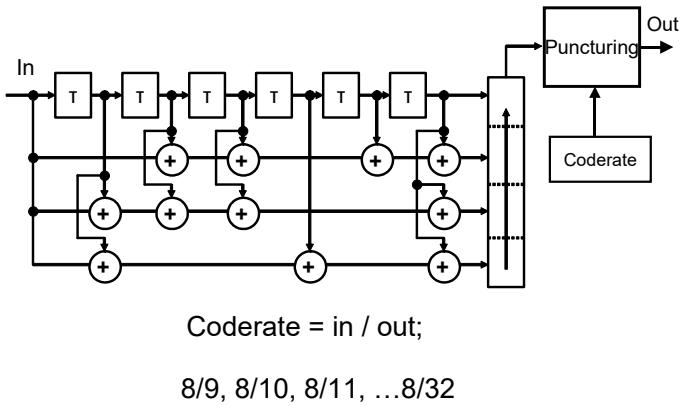 Out
Puncturing
In
T T T T T T
+ + + +
Coderate
+ + + +
+ + +
Coderate = in / out;
8/9, 8/10, 8/11, …8/32